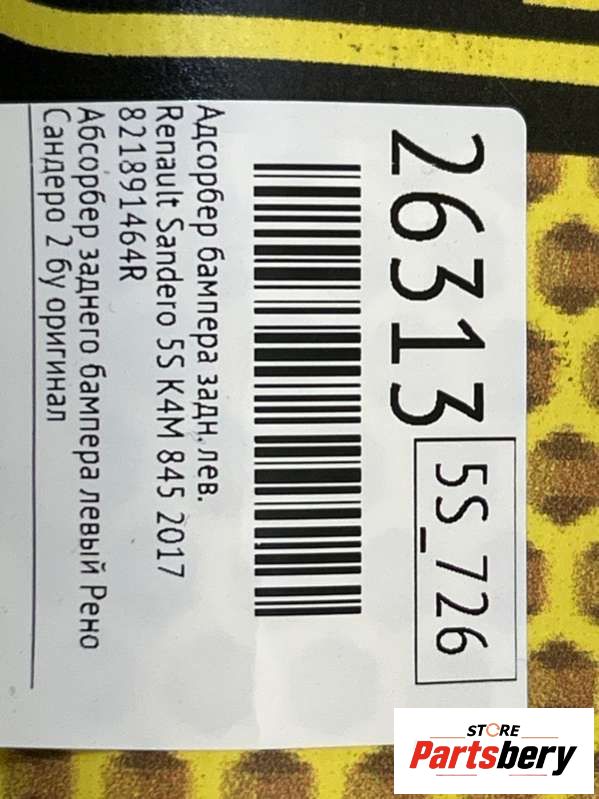 26313
5S_726
Адсорбер бампера задн. лев.
Renault Sandero 5S K4M 845 2017
821891464R
Абсорбер заднего бампера левый Рено
Сандеро 2 бу оригинал
STORE
Partsbery